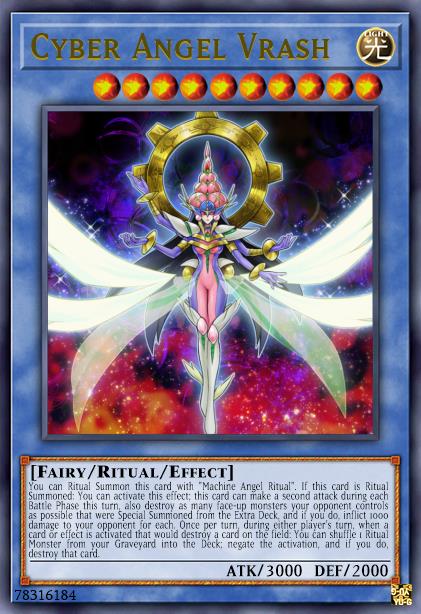 Cyber Angel Vrash
LIGHT
光
[Fairy/Ritual/Effect]
You can Ritual Summon this card with "Machine Angel Ritual". If this card is Ritual
Summoned: You can activate this effect; this card can make a second attack during each
Battle Phase this turn, also destroy as many face-up monsters your opponent controls
as possible that were Special Summoned from the Extra Deck, and if you do, inflict 1000
damage to your opponent for each. Once per turn, during either player's turn, when a
card or effect is activated that would destroy a card on the field: You can shuffle 1 Ritual
Monster from your Graveyard into the Deck; negate the activation, and if you do,
destroy that card.
ATK/3000 DEF/2000
78316184